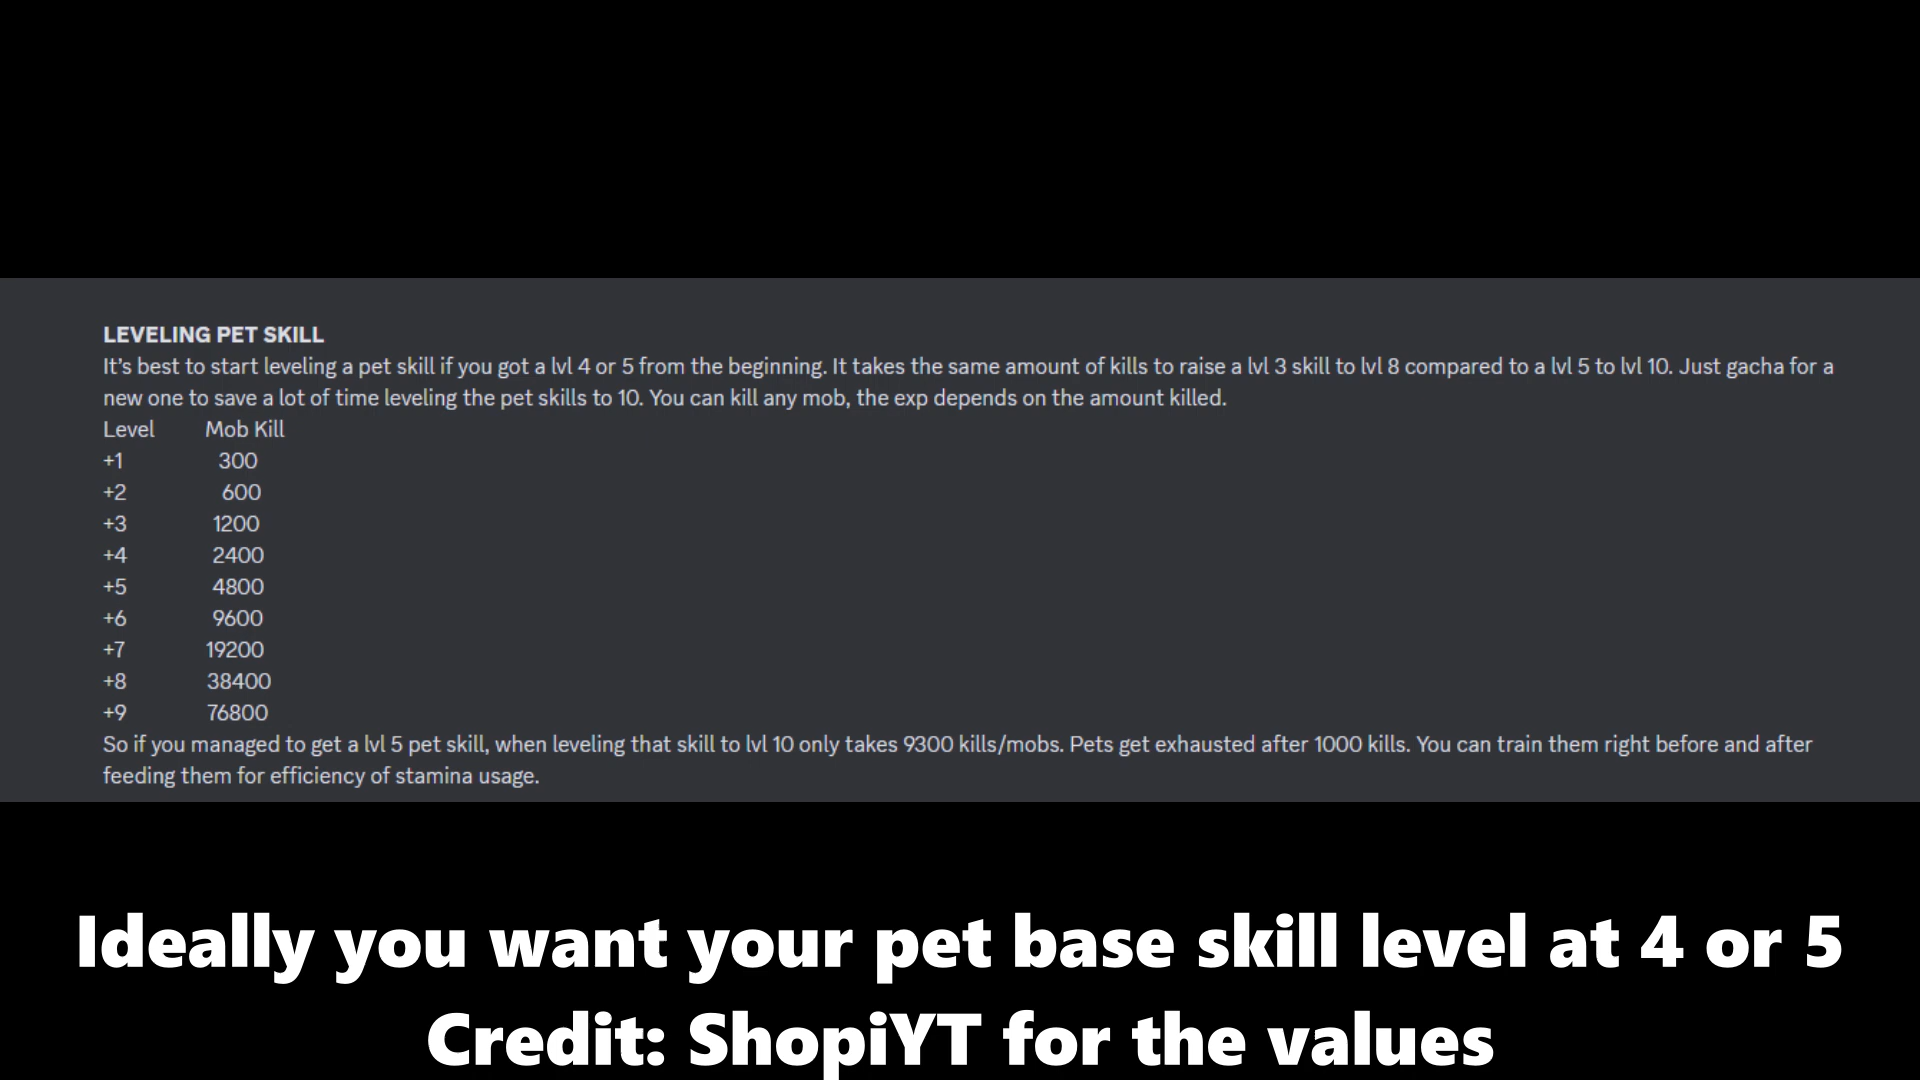 LEVELING PET SKILL
It's best to start leveling a pet skill if you got a lvl 4 or 5 from the beginning. It takes the same amount of kills to raise a lvl 3 skill to lvl 8 compared to a lvl 5 to lvl 10. Just gacha for a
new one to save a lot of time leveling the pet skills to 10. You can kill any mob, the exp depends on the amount killed.
Level Mob Kill
+1 300
+2 600
+3 1200
+4 2400
+5 4800
+6 9600
+7 19200
+8 38400
+9 76800
So if you managed to get a lvl 5 pet skill, when leveling that skill to lvl 10 only takes 9300 kills/mobs. Pets get exhausted after 1000 kills. You can train them right before and after
feeding them for efficiency of stamina usage.
Ideally you want your pet base skill level at 4 or 5
Credit: ShopiYT for the values